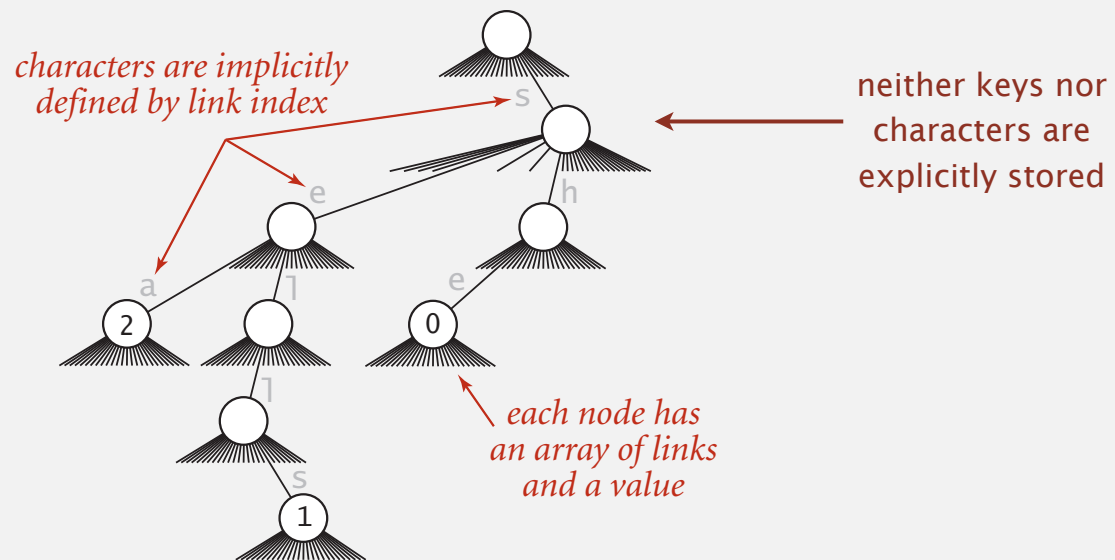 characters are implicitly
defined by link index
s
neither keys nor
characters are
explicitly stored
e
h
a
l
e
2
0
l
each node has
an array of links
and a value
s
1